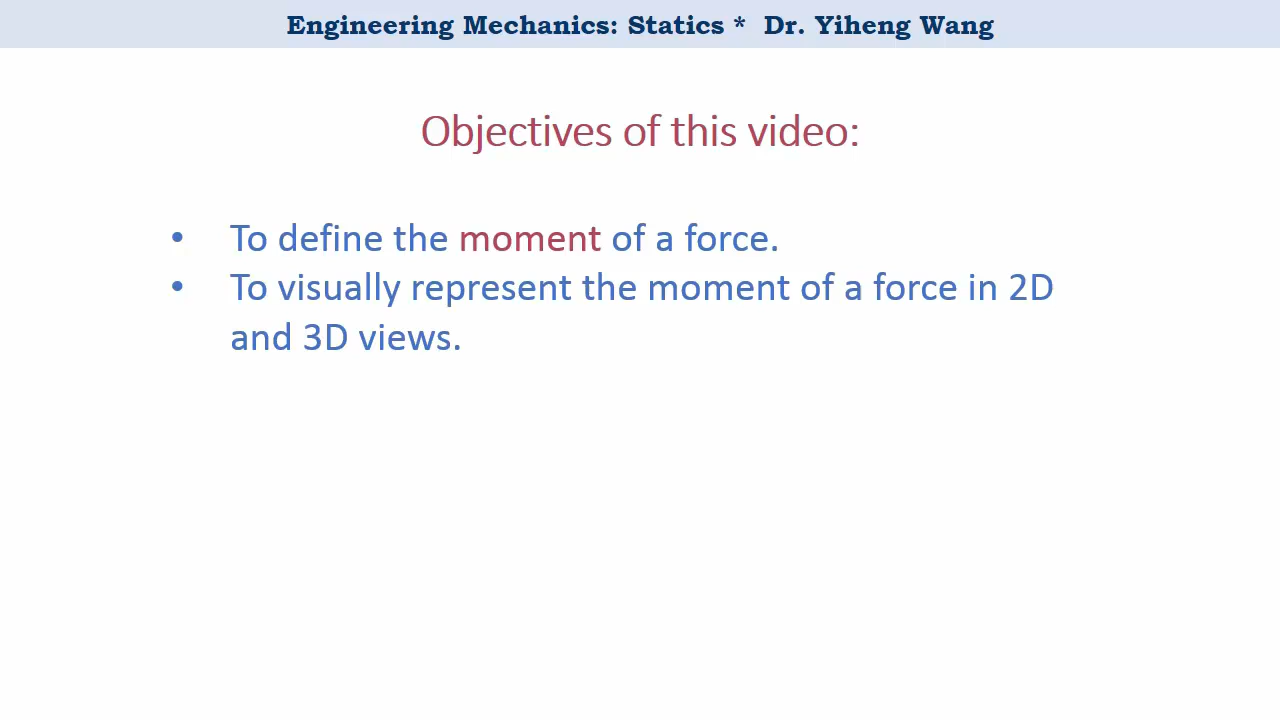 Engineering Mechanics: Statics * Dr. Yiheng Wang
Objectives of this video:
• To define the moment of a force.
• To visually represent the moment of a force in 2D
and 3D views.